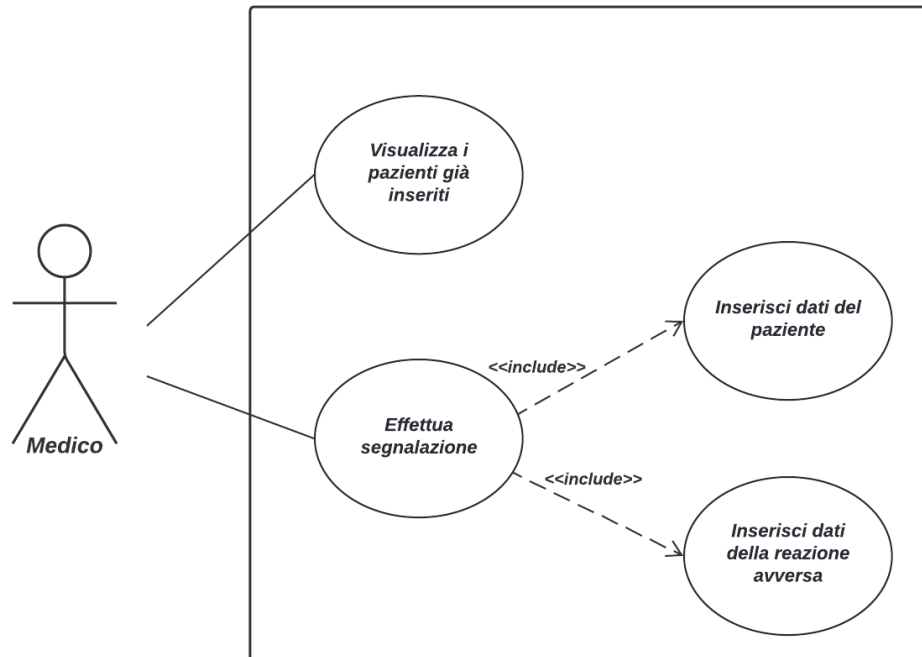 Visualizza i
pazienti già
inseriti
Medico
Effettua
segnalazione
<<include>>
Inserisci dati del
paziente
<<include>>
Inserisci dati
della reazione
avversa